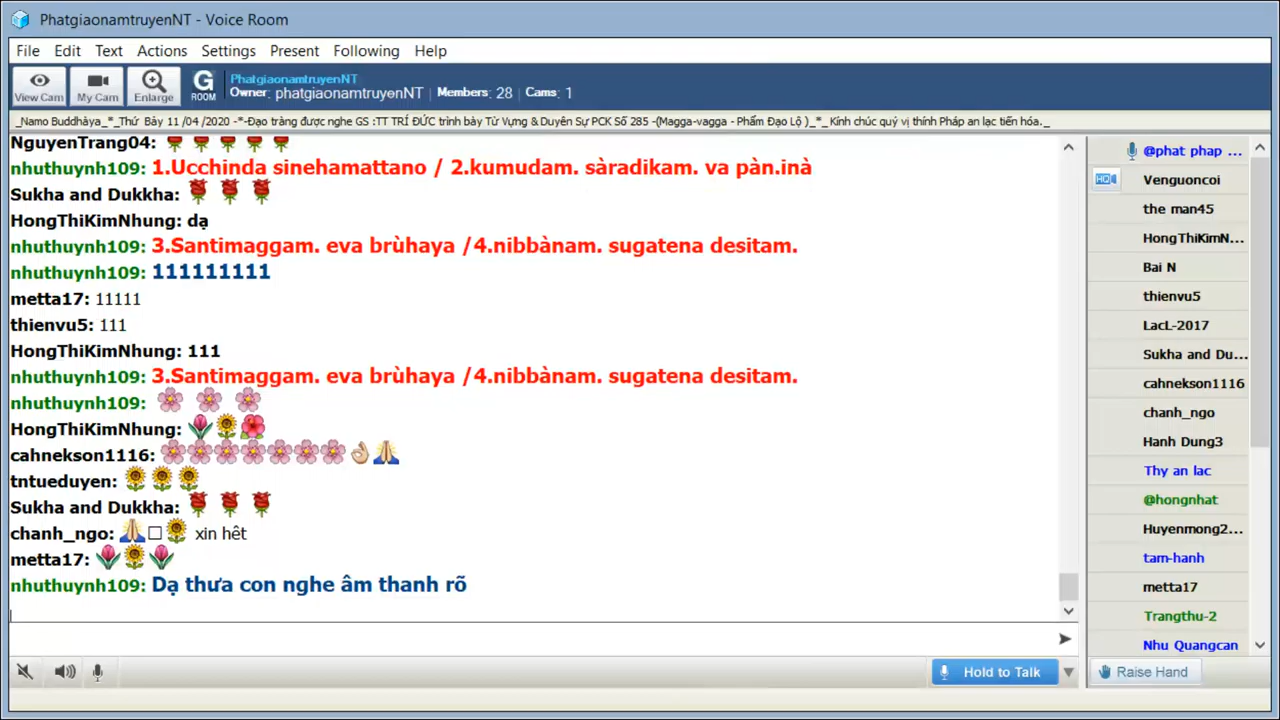 PhatgiaonamtruyenNT - Voice Room
File Edit Text Actions Settings Present Following Help
View Cam My Cam Enlarge G ROOM
PhatgiaonamtruyenNT
Owner: phatgiaonamtruyenNT | Members: 28 | Cams: 1
_Namo Buddhàya_*_Thứ Bảy 11 /04 /2020 -*-Đạo tràng được nghe GS :TT TRÍ ĐỨC trình bày Từ Vựng & Duyên Sự PCK Số 285 -(Magga-vagga - Phẩm Đạo Lộ )_*_ Kính chúc quý vị thính Pháp an lạc tiến hóa._
NguyenTrang04:
nhuthuynh109: 1.Ucchinda sinehamattano / 2.kumudam. sàradikam. va pàn.inà
Sukha and Dukkha:
HongThiKimNhung: dạ
nhuthuynh109: 3.Santimaggam. eva brùhaya /4.nibbànam. sugatena desitam.
nhuthuynh109: 111111111
metta17: 11111
thienvu5: 111
HongThiKimNhung: 111
nhuthuynh109: 3.Santimaggam. eva brùhaya /4.nibbànam. sugatena desitam.
nhuthuynh109:
HongThiKimNhung:
cahnekson1116:
tntueduyen:
Sukha and Dukkha:
chanh_ngo: xin hêt
metta17:
nhuthuynh109: Dạ thưa con nghe âm thanh rõ
Hold to Talk
@phat phap ...
HQ
Venguoncoi
the man45
HongThiKimN...
Bai N
thienvu5
LacL-2017
Sukha and Du...
cahnekson1116
chanh_ngo
Hanh Dung3
Thy an lac
@hongnhat
Huyenmong2...
tam-hanh
metta17
Trangthu-2
Nhu Quangcan
Raise Hand